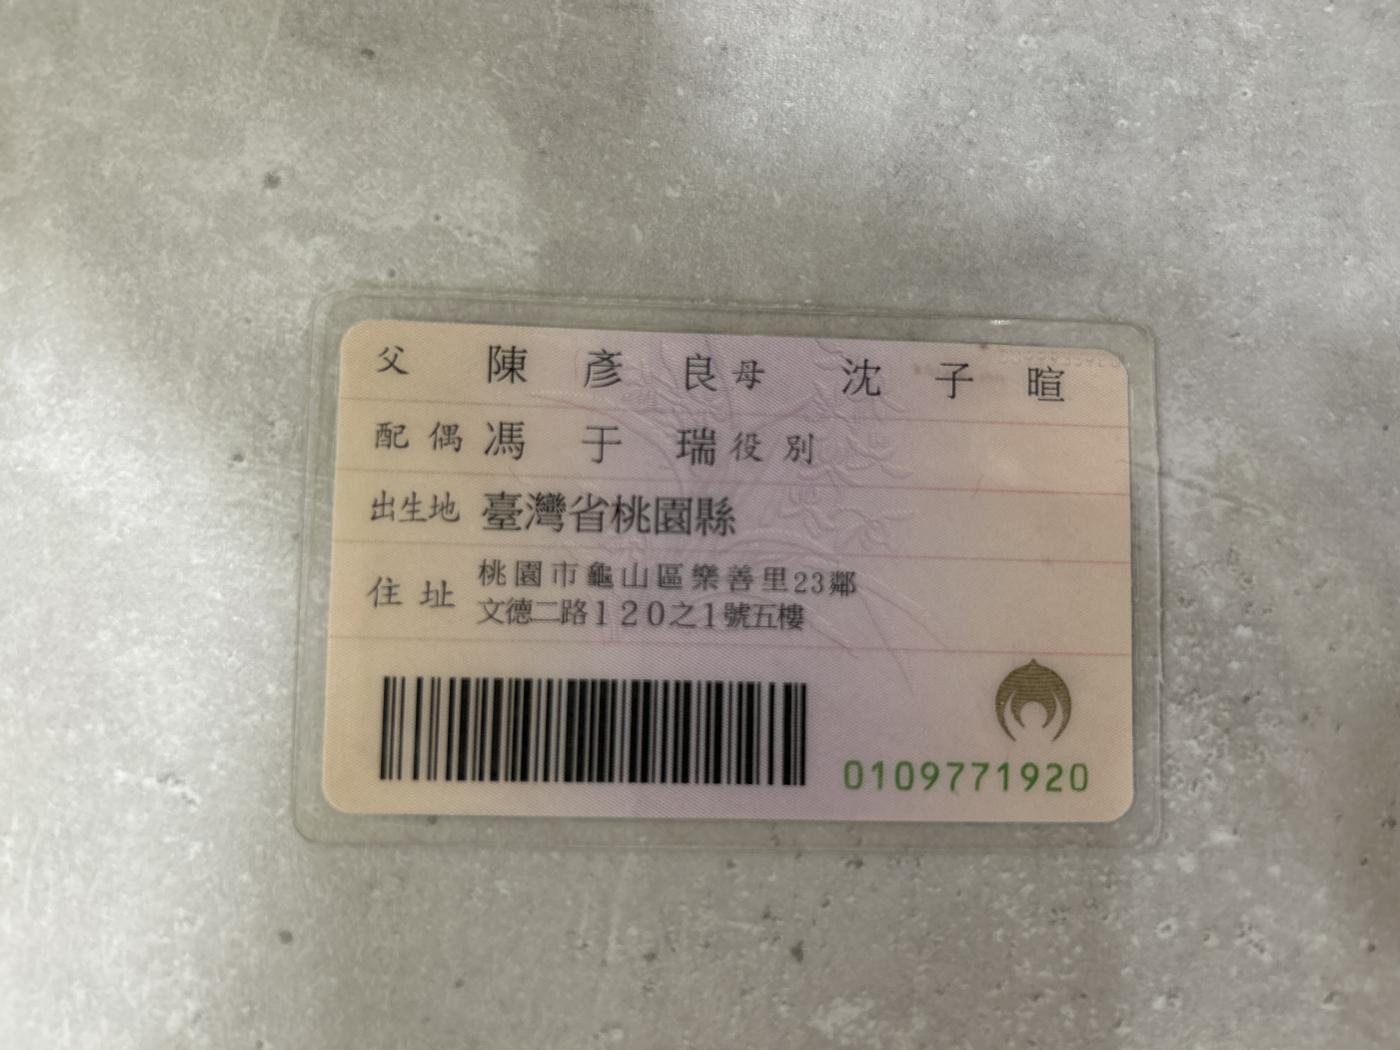 父 陳彥良 母 沈子暄
配偶 馮于瑞 役別
出生地 臺灣省桃園縣
住址 桃園市龜山區樂善里23鄰
文德二路120之1號五樓
0109771920